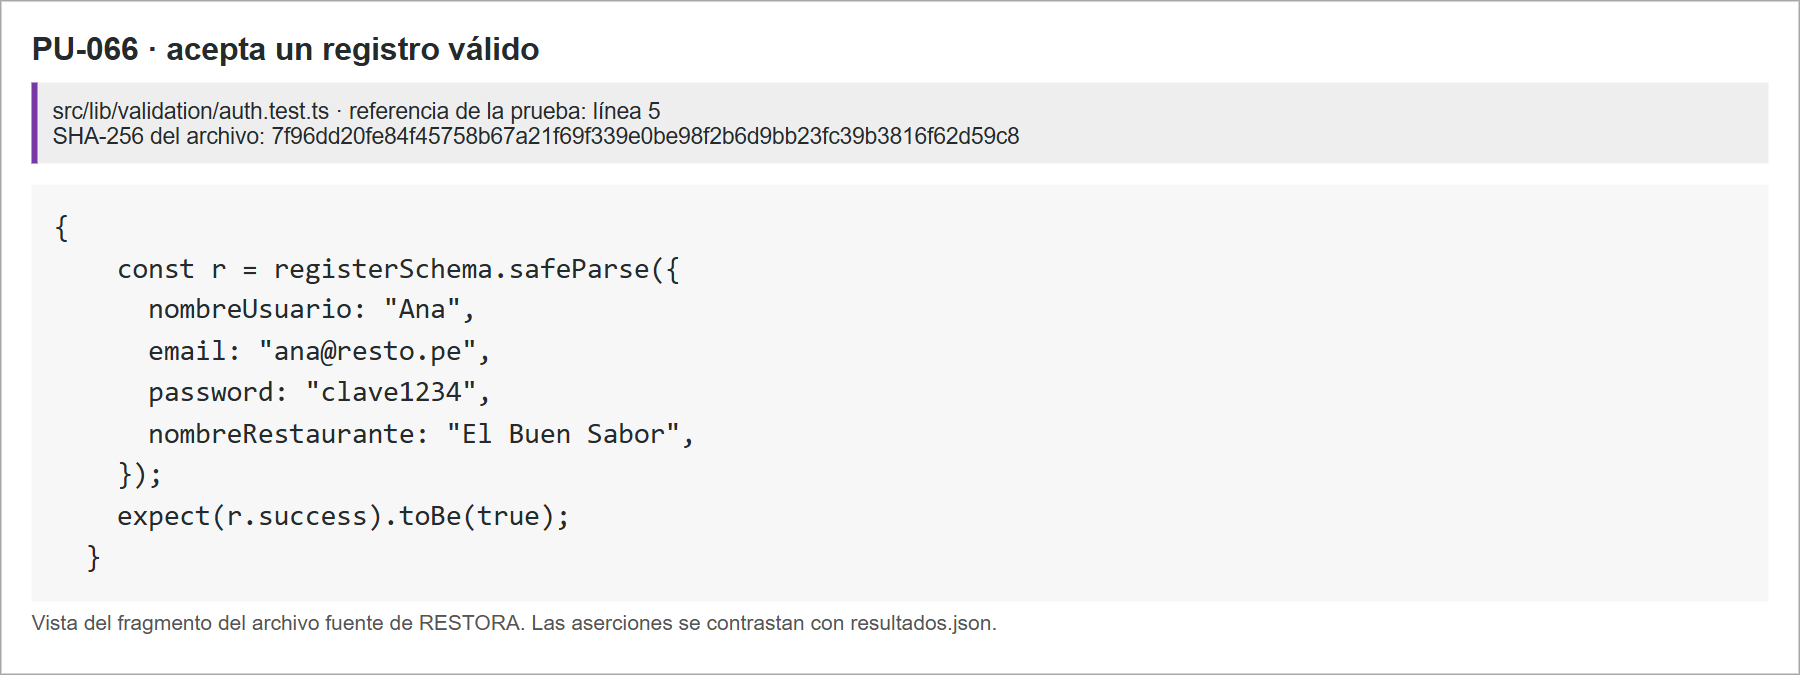 PU-066 · acepta un registro válido
src/lib/validation/auth.test.ts · referencia de la prueba: línea 5
SHA-256 del archivo: 7f96dd20fe84f45758b67a21f69f339e0be98f2b6d9bb23fc39b3816f62d59c8
{
    const r = registerSchema.safeParse({
      nombreUsuario: "Ana",
      email: "ana@resto.pe",
      password: "clave1234",
      nombreRestaurante: "El Buen Sabor",
    });
    expect(r.success).toBe(true);
  }
Vista del fragmento del archivo fuente de RESTORA. Las aserciones se contrastan con resultados.json.